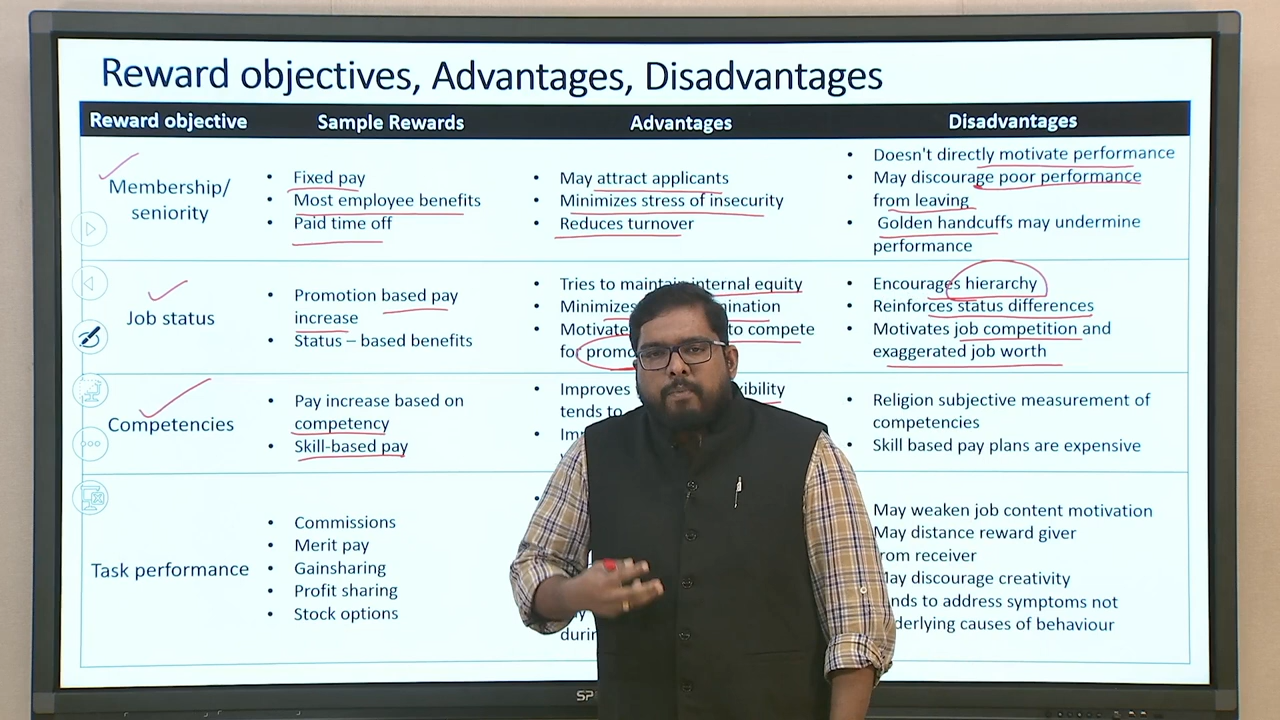 Reward objectives, Advantages, Disadvantages
Reward objective
Sample Rewards
Advantages
Disadvantages
Membership/
seniority
• Fixed pay
• Most employee benefits
• Paid time off
• May attract applicants
• Minimizes stress of insecurity
• Reduces turnover
• Doesn't directly motivate performance
• May discourage poor performance
from leaving
• Golden handcuffs may undermine
performance
Job status
• Promotion based pay
increase
• Status – based benefits
• Tries to maintain internal equity
• Minimizes
• to compete
for
• Encourages hierarchy
• Reinforces status differences
• Motivates job competition and
exaggerated job worth
Competencies
• Pay increase based on
competency
• Skill-based pay
• Improves
tends to
• Religion subjective measurement of
competencies
• Skill based pay plans are expensive
Task performance
• Commissions
• Merit pay
• Gainsharing
• Profit sharing
• Stock options
May weaken job content motivation
May distance reward giver
from receiver
May discourage creativity
to address symptoms not
causes of behaviour